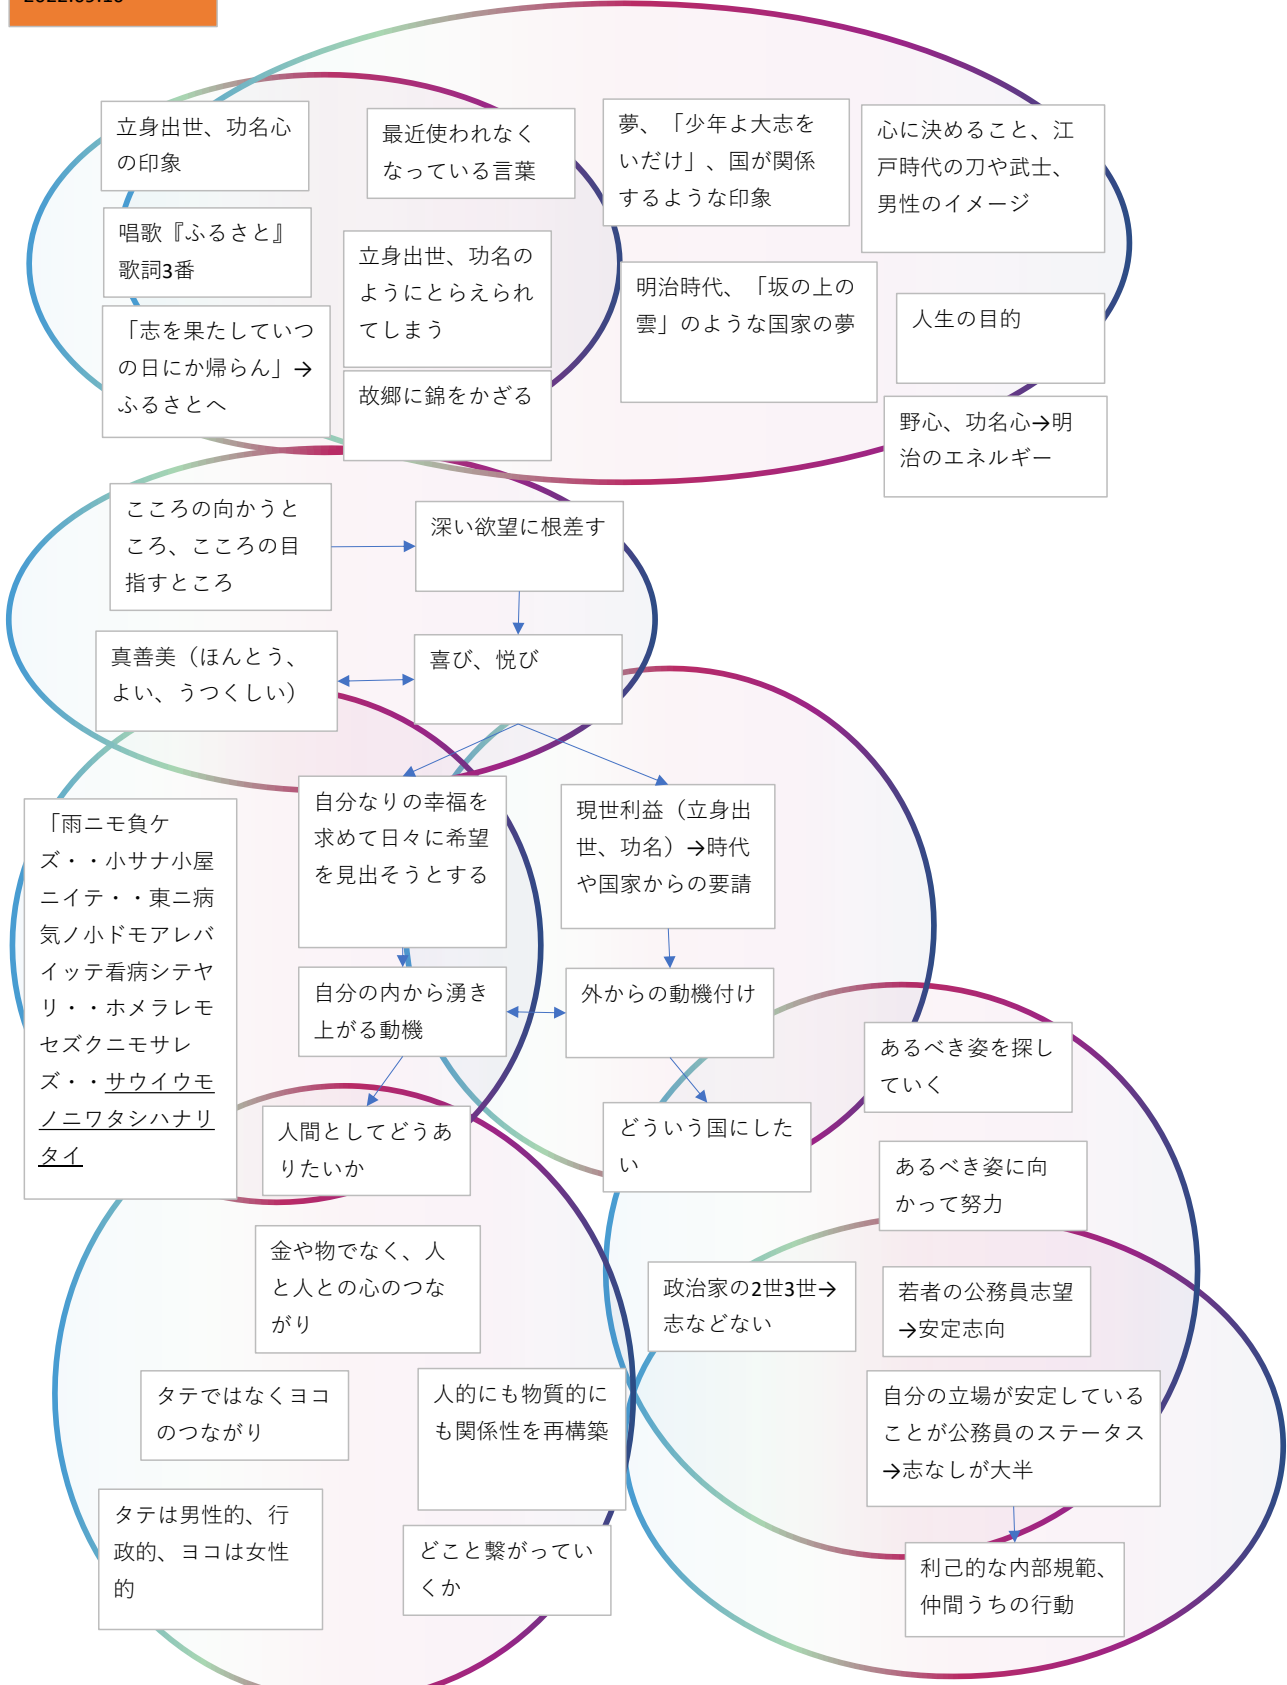 立身出世、功名心
の印象
最近使われなく
なっている言葉
夢、「少年よ大志を
いだけ」、国が関係
するような印象
心に決めること、江
戸時代の刀や武士、
男性のイメージ
唱歌『ふるさと』
歌詞3番
立身出世、功名の
ようにとらえられ
てしまう
明治時代、「坂の上の
雲」のような国家の夢
人生の目的
「志を果たしていつ
の日にか帰らん」→
ふるさとへ
故郷に錦をかざる
野心、功名心→明
治のエネルギー
こころの向かうと
ころ、こころの目
指すところ
深い欲望に根差す
真善美（ほんとう、
よい、うつくしい）
喜び、悦び
「雨ニモ負ケ
ズ・・小サナ小屋
ニイテ・・東ニ病
気ノ小ドモアレバ
イッテ看病シテヤ
リ・・ホメラレモ
セズクニモサレ
ズ・・サウイウモ
ノニワタシハナリ
タイ
自分なりの幸福を
求めて日々に希望
を見出そうとする
現世利益（立身出
世、功名）→時代
や国家からの要請
自分の内から湧き
上がる動機
外からの動機付け
あるべき姿を探し
ていく
人間としてどうあ
りたいか
どういう国にした
い
あるべき姿に向
かって努力
金や物でなく、人
と人との心のつな
がり
政治家の2世3世→
志などない
若者の公務員志望
→安定志向
タテではなくヨコ
のつながり
人的にも物質的に
も関係性を再構築
自分の立場が安定している
ことが公務員のステータス
→志なしが大半
タテは男性的、行
政的、ヨコは女性
的
どこと繋がってい
くか
利己的な内部規範、
仲間うちの行動